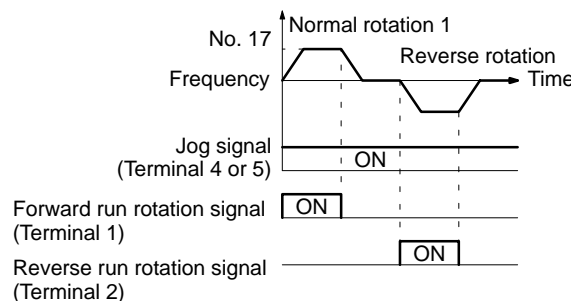 Normal rotation 1
No. 17
Reverse rotation
Frequency
Time
Jog signal
(Terminal 4 or 5)
ON
Forward run rotation signal
(Terminal 1)
ON
Reverse run rotation signal
(Terminal 2)
ON